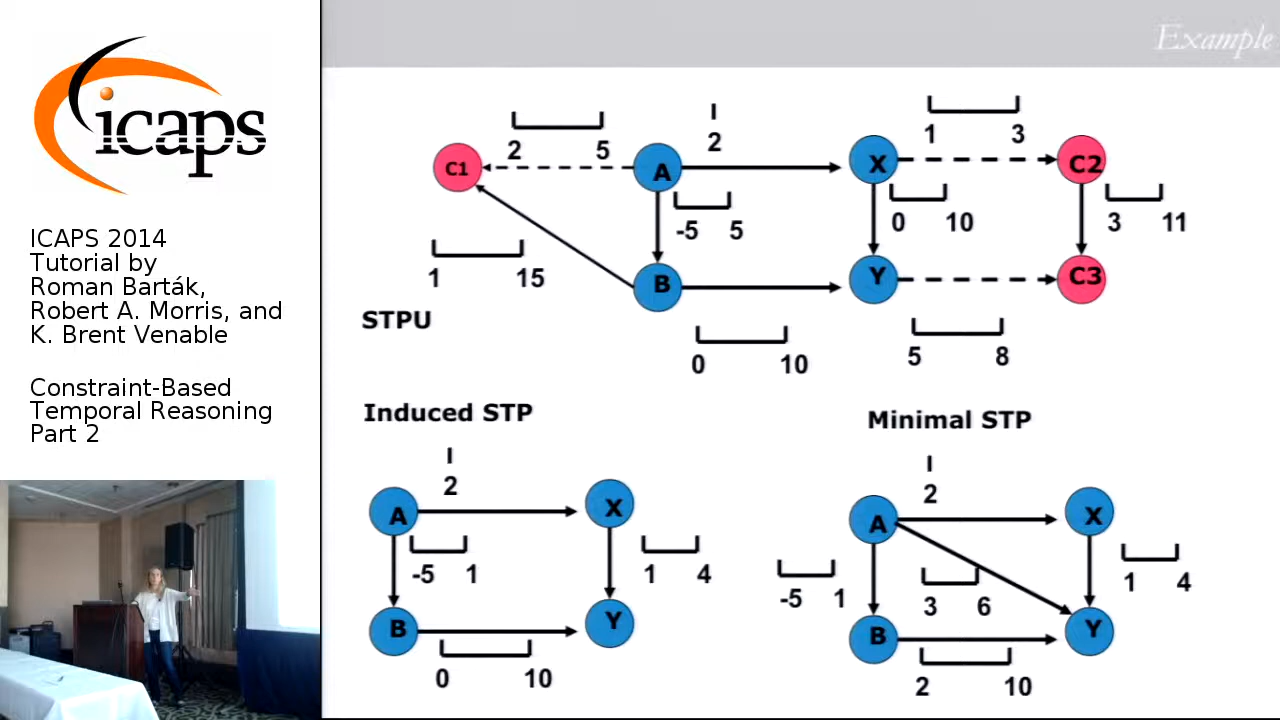 icaps
ICAPS 2014
Tutorial by
Roman Barták,
Robert A. Morris, and
K. Brent Venable
Constraint-Based
Temporal Reasoning
Part 2
Example
2 5
2
1 3
C1
A
X
C2
-5 5
0 10
3 11
1 15
B
Y
C3
STPU
0 10
5 8
Induced STP
2
A
X
-5 1
1 4
B
Y
0 10
Minimal STP
2
A
X
-5 1
3 6
1 4
B
Y
2 10